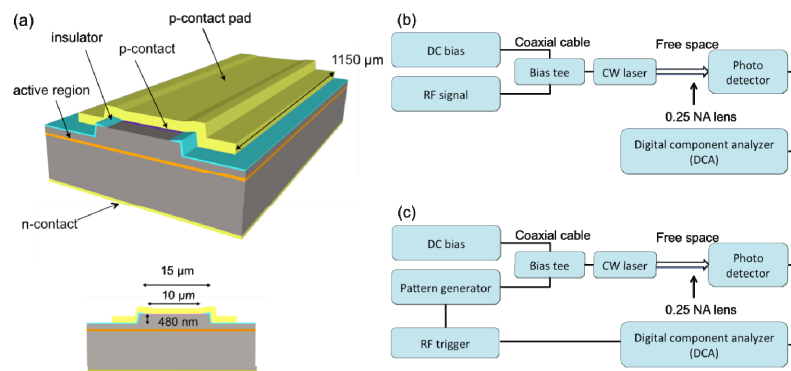 (a)
p-contact pad
insulator
p-contact
1150 µm
active region
n-contact
15 µm
10 µm
480 nm
(b)
DC bias
Coaxial cable
Free space
Bias tee
CW laser
Photo
detector
RF signal
0.25 NA lens
Digital component analyzer
(DCA)
(c)
DC bias
Coaxial cable
Free space
Bias tee
CW laser
Photo
detector
Pattern generator
0.25 NA lens
RF trigger
Digital component analyzer
(DCA)